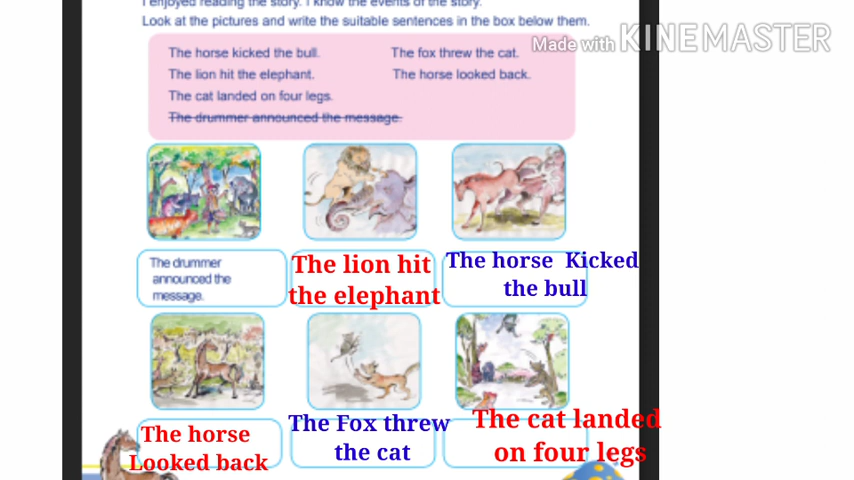 I enjoyed reading the story. I know the events of the story.
Look at the pictures and write the suitable sentences in the box below them.
Made with KINEMASTER
The horse kicked the bull. The fox threw the cat.
The lion hit the elephant. The horse looked back.
The cat landed on four legs.
The drummer announced the message.
The drummer
announced the
message.
The lion hit
the elephant
The horse Kicked
the bull
The horse
Looked back
The Fox threw
the cat
The cat landed
on four legs